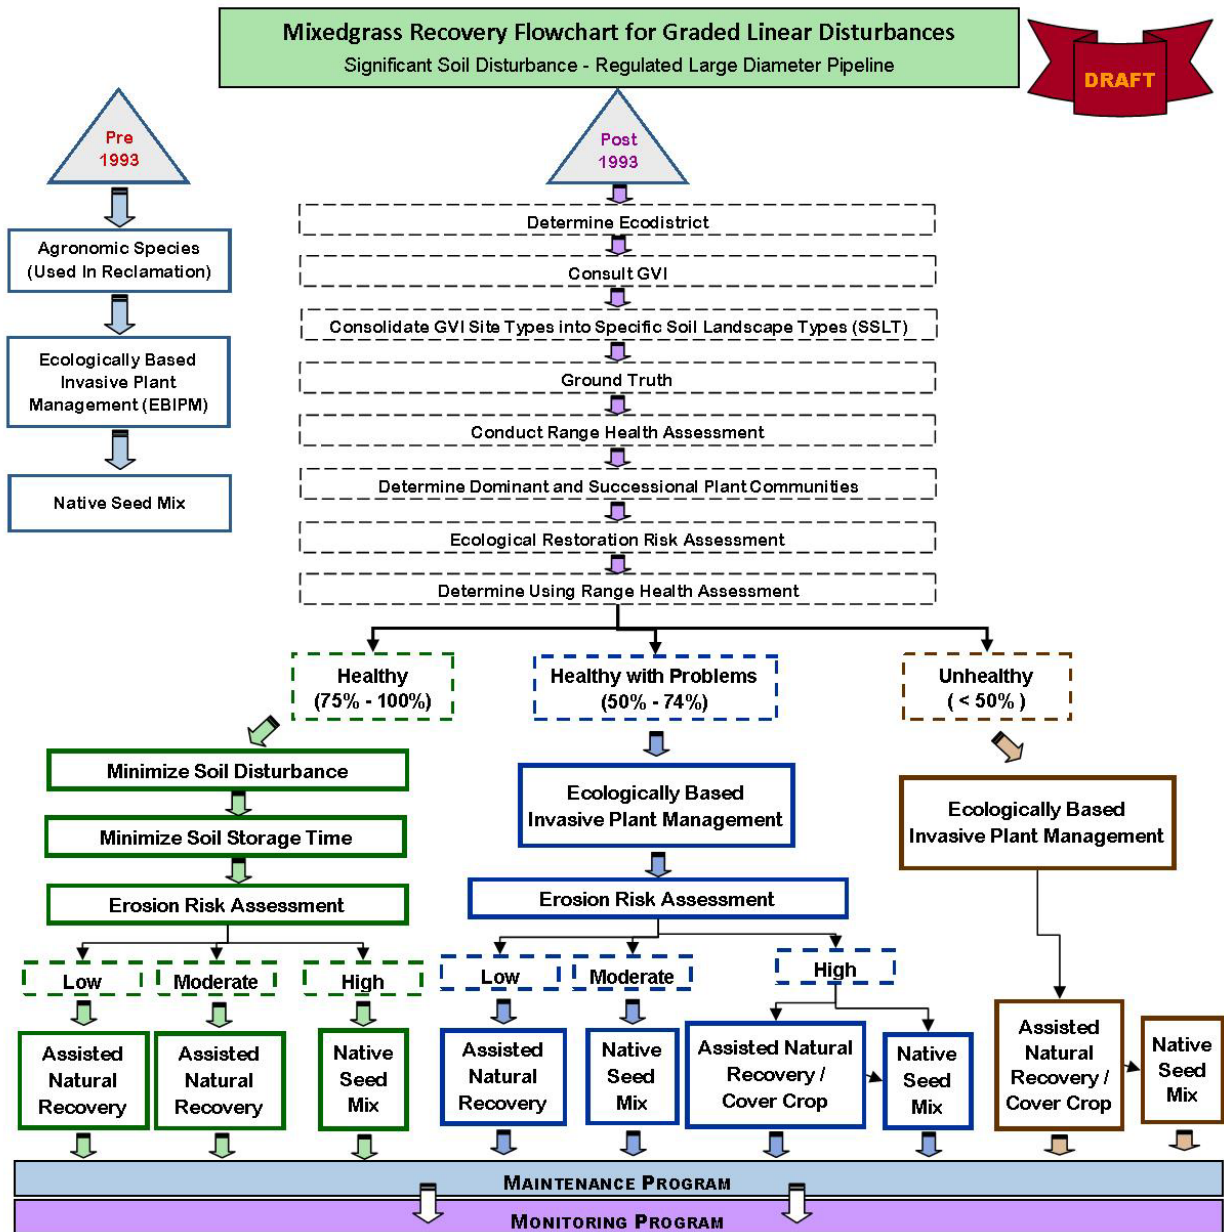 Mixedgrass Recovery Flowchart for Graded Linear Disturbances
Significant Soil Disturbance - Regulated Large Diameter Pipeline
DRAFT
Pre
1993
Agronomic Species
(Used In Reclamation)
Ecologically Based
Invasive Plant
Management (EBIPM)
Native Seed Mix
Post
1993
Determine Ecodistrict
Consult GVI
Consolidate GVI Site Types into Specific Soil Landscape Types (SSLT)
Ground Truth
Conduct Range Health Assessment
Determine Dominant and Successional Plant Communities
Ecological Restoration Risk Assessment
Determine Using Range Health Assessment
Healthy
(75% - 100%)
Healthy with Problems
(50% - 74%)
Unhealthy
( < 50% )
Minimize Soil Disturbance
Minimize Soil Storage Time
Erosion Risk Assessment
Low
Moderate
High
Assisted
Natural
Recovery
Assisted
Natural
Recovery
Native
Seed
Mix
Ecologically Based
Invasive Plant Management
Erosion Risk Assessment
Low
Moderate
High
Assisted
Natural
Recovery
Native
Seed
Mix
Assisted Natural
Recovery /
Cover Crop
Native
Seed
Mix
Ecologically Based
Invasive Plant Management
Assisted
Natural
Recovery /
Cover Crop
Native
Seed
Mix
MAINTENANCE PROGRAM
MONITORING PROGRAM